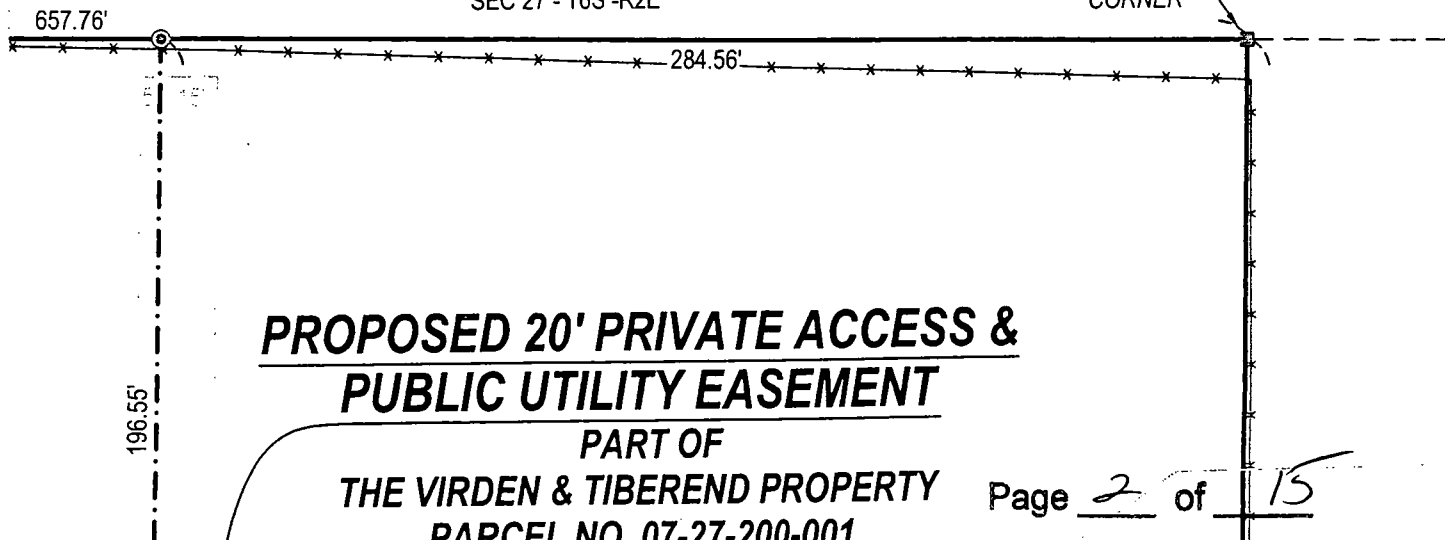 SEC 27 - T6S -R2E
CORNER
657.76'
284.56'
196.55'
PROPOSED 20' PRIVATE ACCESS &
PUBLIC UTILITY EASEMENT
PART OF
THE VIRDEN & TIBEREND PROPERTY
PARCEL NO. 07-27-200-001
Page 2 of 15